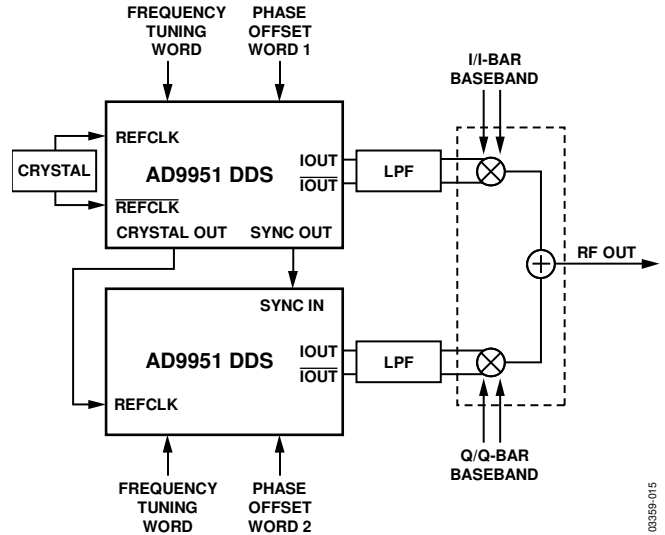 FREQUENCY
TUNING
WORD
PHASE
OFFSET
WORD 1
I/I-BAR
BASEBAND
CRYSTAL
REFCLK
REFCLK
AD9951 DDS
IOUT
IOUT
CRYSTAL OUT
SYNC OUT
LPF
RF OUT
SYNC IN
AD9951 DDS
IOUT
IOUT
REFCLK
LPF
FREQUENCY
TUNING
WORD
PHASE
OFFSET
WORD 2
Q/Q-BAR
BASEBAND
03359-015